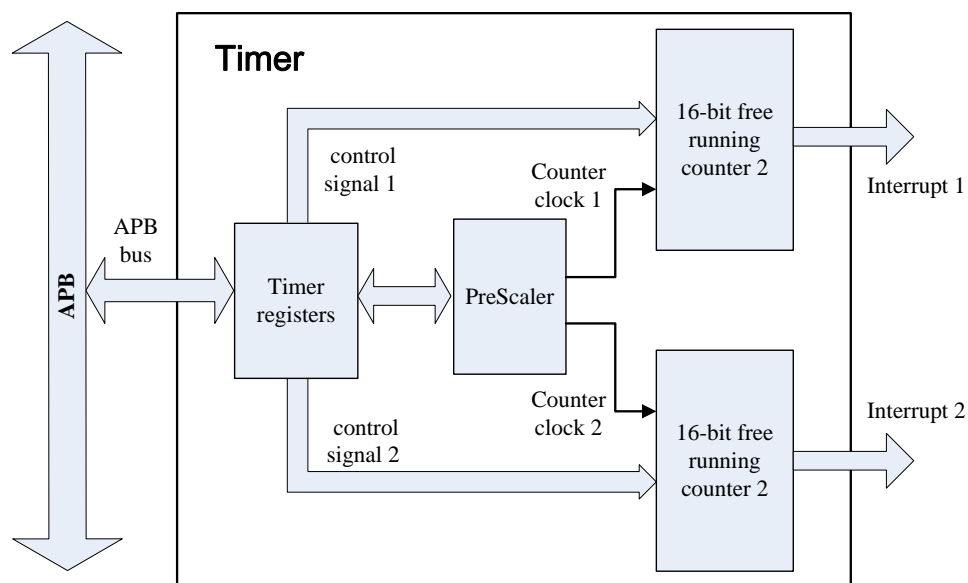 Timer
16-bit free
running
counter 2
control
signal 1
Counter
clock 1
Interrupt 1
APB
bus
APB
Timer
registers
PreScaler
Counter
clock 2
Interrupt 2
control
signal 2
16-bit free
running
counter 2